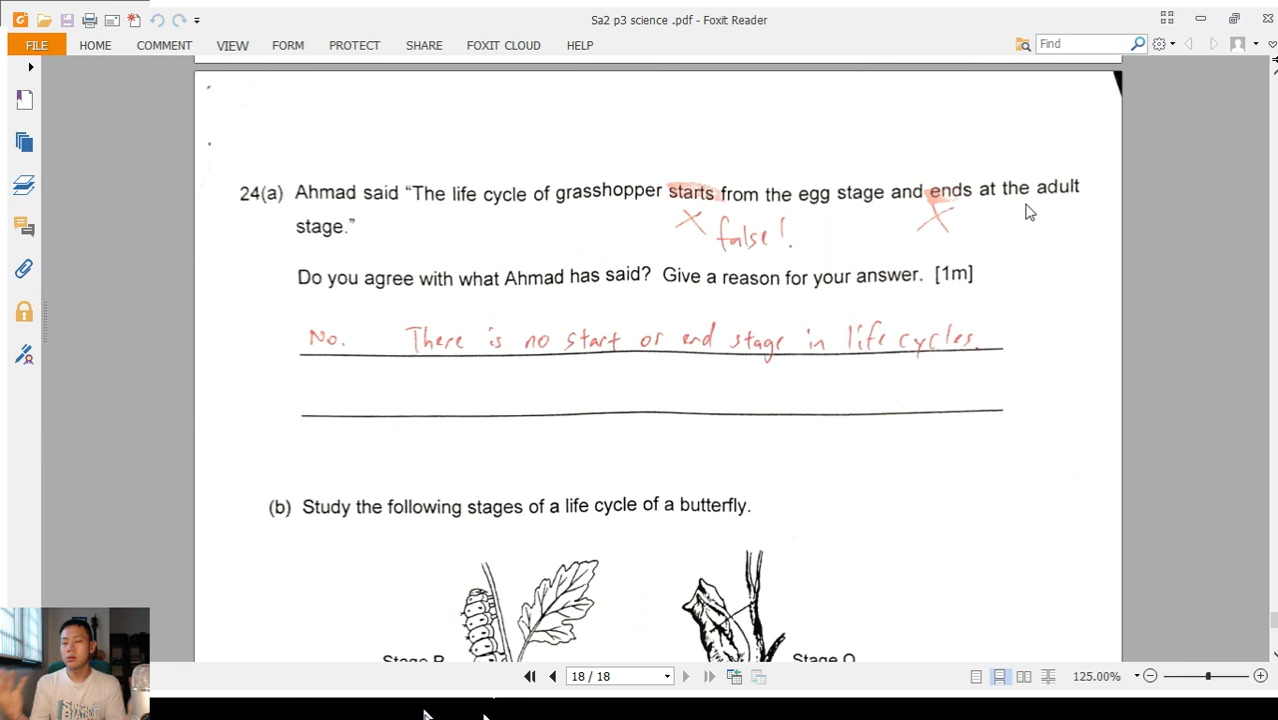 Sa2 p3 science .pdf - Foxit Reader
FILE HOME COMMENT VIEW FORM PROTECT SHARE FOXIT CLOUD HELP Find
24(a) Ahmad said “The life cycle of grasshopper starts from the egg stage and ends at the adult
stage.”
false!
Do you agree with what Ahmad has said? Give a reason for your answer. [1m]
No. There is no start or end stage in life cycles.
(b) Study the following stages of a life cycle of a butterfly.
Stage P Stage Q
18 / 18 125.00%